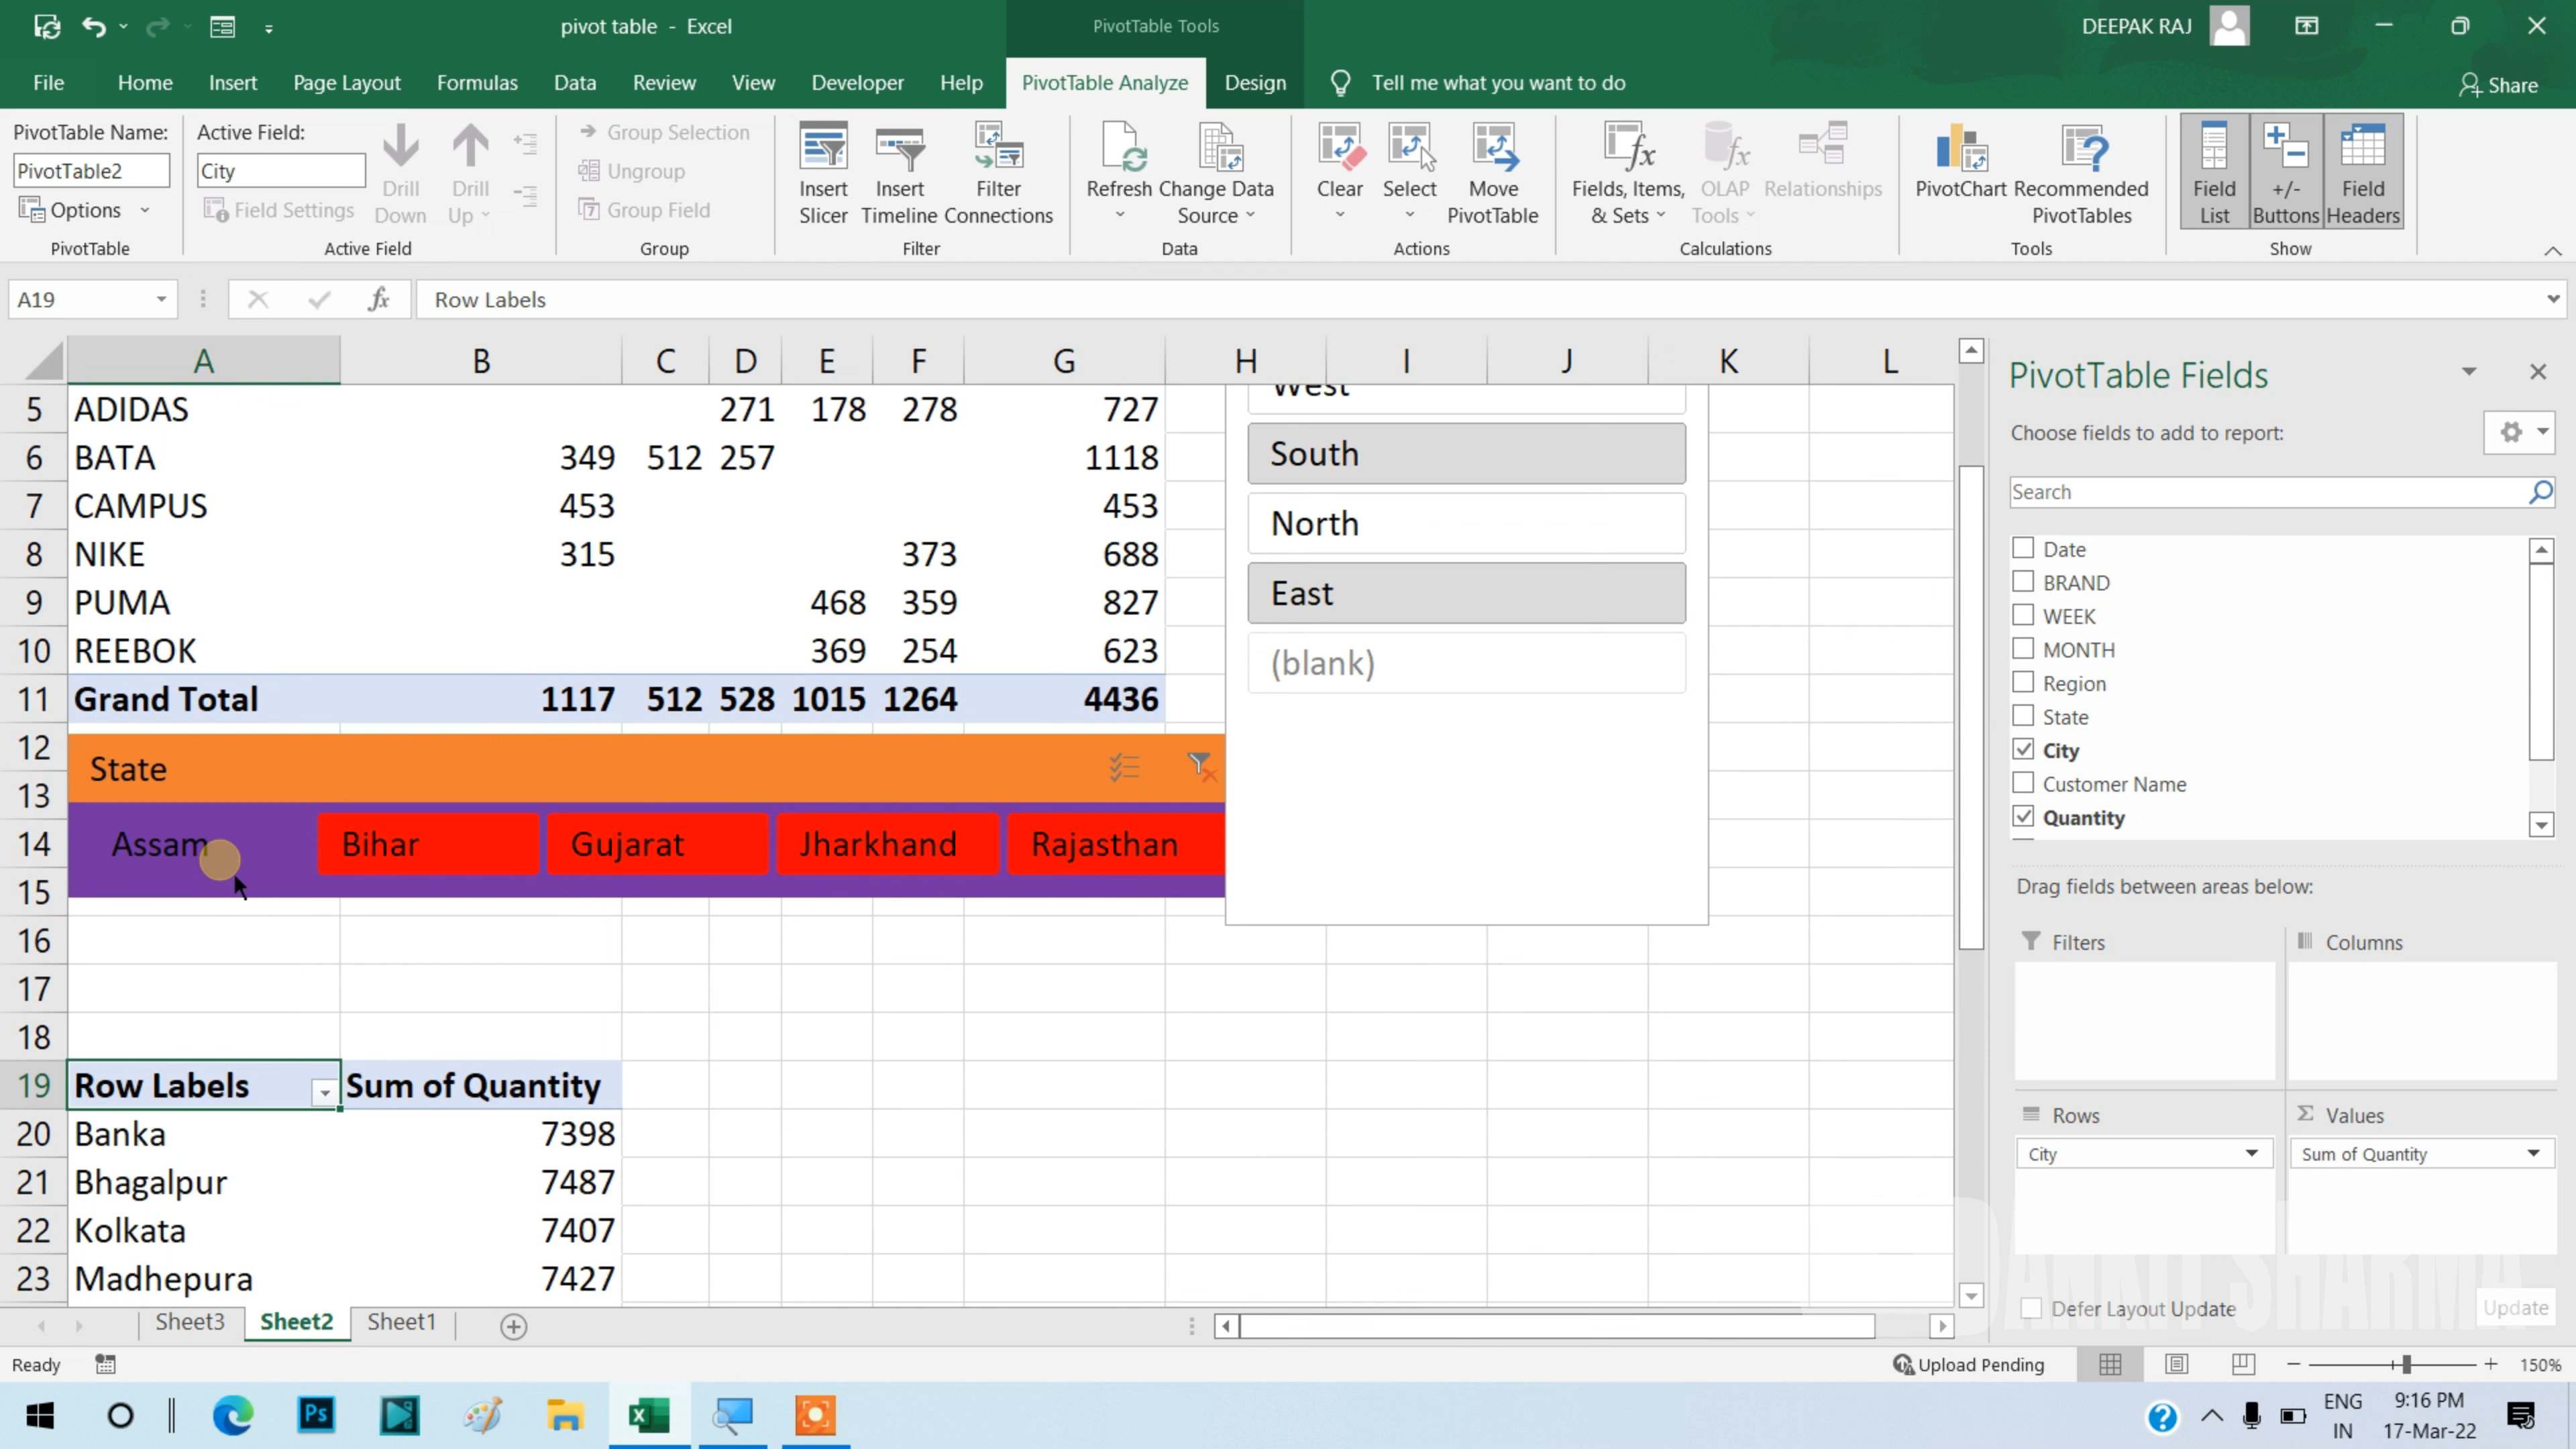 pivot table - Excel
PivotTable Tools
DEEPAK RAJ
File Home Insert Page Layout Formulas Data Review View Developer Help PivotTable Analyze Design Tell me what you want to do Share
PivotTable Name:
PivotTable2
Options
PivotTable
Active Field:
City
Field Settings
Drill Down
Drill Up
Active Field
Group Selection
Ungroup
Group Field
Group
Insert Slicer
Insert Timeline
Filter Connections
Filter
Refresh
Change Data Source
Data
Clear
Select
Move PivotTable
Actions
Fields, Items, & Sets
OLAP Tools
Relationships
Calculations
PivotChart
Recommended PivotTables
Tools
Field List
+/- Buttons
Field Headers
Show
A19 fx Row Labels
A B C D E F G H I J K L
5 ADIDAS 271 178 278 727
6 BATA 349 512 257 1118
7 CAMPUS 453 453
8 NIKE 315 373 688
9 PUMA 468 359 827
10 REEBOK 369 254 623
11 Grand Total 1117 512 528 1015 1264 4436
12
13
14
15
16
17
18
State
Assam Bihar Gujarat Jharkhand Rajasthan
West
South
North
East
(blank)
19 Row Labels Sum of Quantity
20 Banka 7398
21 Bhagalpur 7487
22 Kolkata 7407
23 Madhepura 7427
PivotTable Fields
Choose fields to add to report:
Search
Date
BRAND
WEEK
MONTH
Region
State
City
Customer Name
Quantity
Drag fields between areas below:
Filters Columns
Rows Σ Values
City Sum of Quantity
Defer Layout Update Update
Sheet3 Sheet2 Sheet1
Ready Upload Pending 150%
Ps
ENG IN
9:16 PM
17-Mar-22